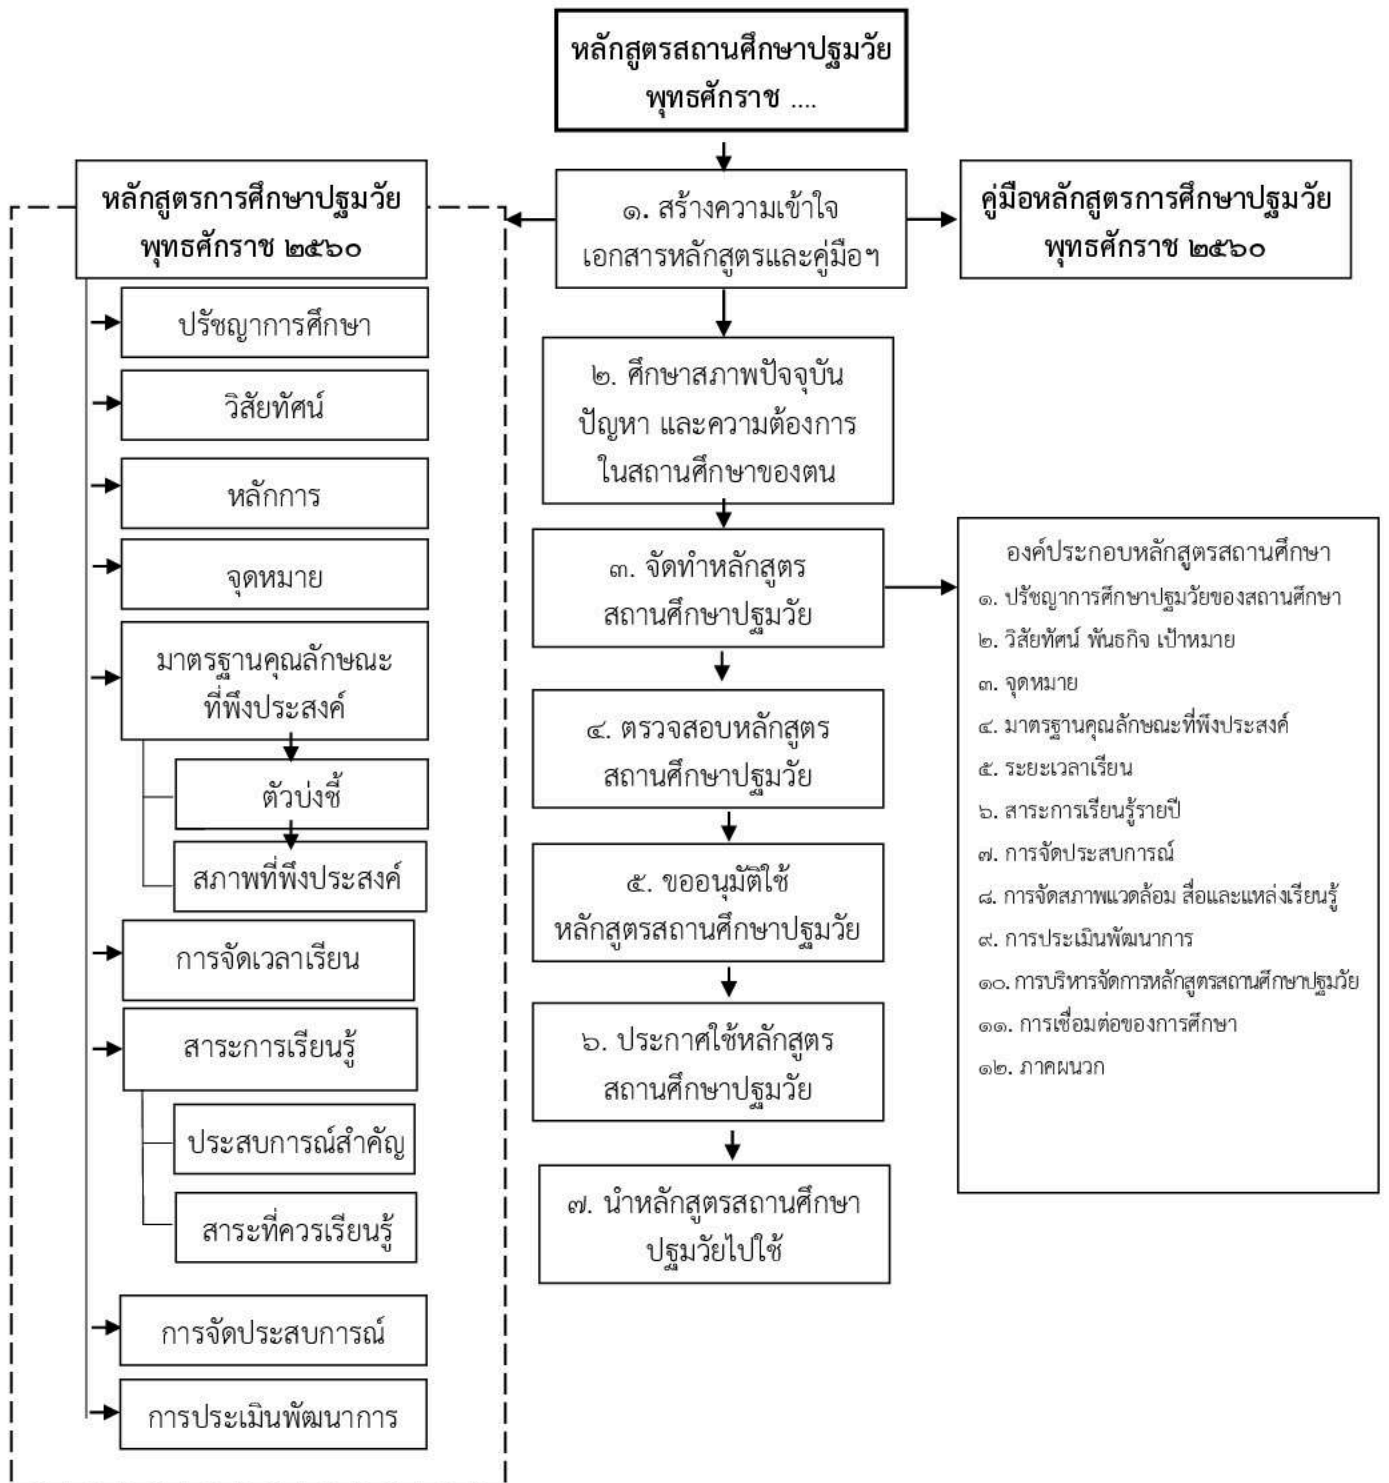 หลักสูตรสถานศึกษาปฐมวัย
พุทธศักราช ....
หลักสูตรการศึกษาปฐมวัย
พุทธศักราช ๒๕๖๐
ปรัชญาการศึกษา
วิสัยทัศน์
หลักการ
จุดหมาย
มาตรฐานคุณลักษณะ
ที่พึงประสงค์
ตัวบ่งชี้
สภาพที่พึงประสงค์
การจัดเวลาเรียน
สาระการเรียนรู้
ประสบการณ์สำคัญ
สาระที่ควรเรียนรู้
การจัดประสบการณ์
การประเมินพัฒนาการ
๑. สร้างความเข้าใจ
เอกสารหลักสูตรและคู่มือฯ
๒. ศึกษาสภาพปัจจุบัน
ปัญหา และความต้องการ
ในสถานศึกษาของตน
๓. จัดทำหลักสูตร
สถานศึกษาปฐมวัย
๔. ตรวจสอบหลักสูตร
สถานศึกษาปฐมวัย
๕. ขออนุมัติใช้
หลักสูตรสถานศึกษาปฐมวัย
๖. ประกาศใช้หลักสูตร
สถานศึกษาปฐมวัย
๗. นำหลักสูตรสถานศึกษา
ปฐมวัยไปใช้
คู่มือหลักสูตรการศึกษาปฐมวัย
พุทธศักราช ๒๕๖๐
องค์ประกอบหลักสูตรสถานศึกษา
๑. ปรัชญาการศึกษาปฐมวัยของสถานศึกษา
๒. วิสัยทัศน์ พันธกิจ เป้าหมาย
๓. จุดหมาย
๔. มาตรฐานคุณลักษณะที่พึงประสงค์
๕. ระยะเวลาเรียน
๖. สาระการเรียนรู้รายปี
๗. การจัดประสบการณ์
๘. การจัดสภาพแวดล้อม สื่อและแหล่งเรียนรู้
๙. การประเมินพัฒนาการ
๑๐. การบริหารจัดการหลักสูตรสถานศึกษาปฐมวัย
๑๑. การเชื่อมต่อของการศึกษา
๑๒. ภาคผนวก